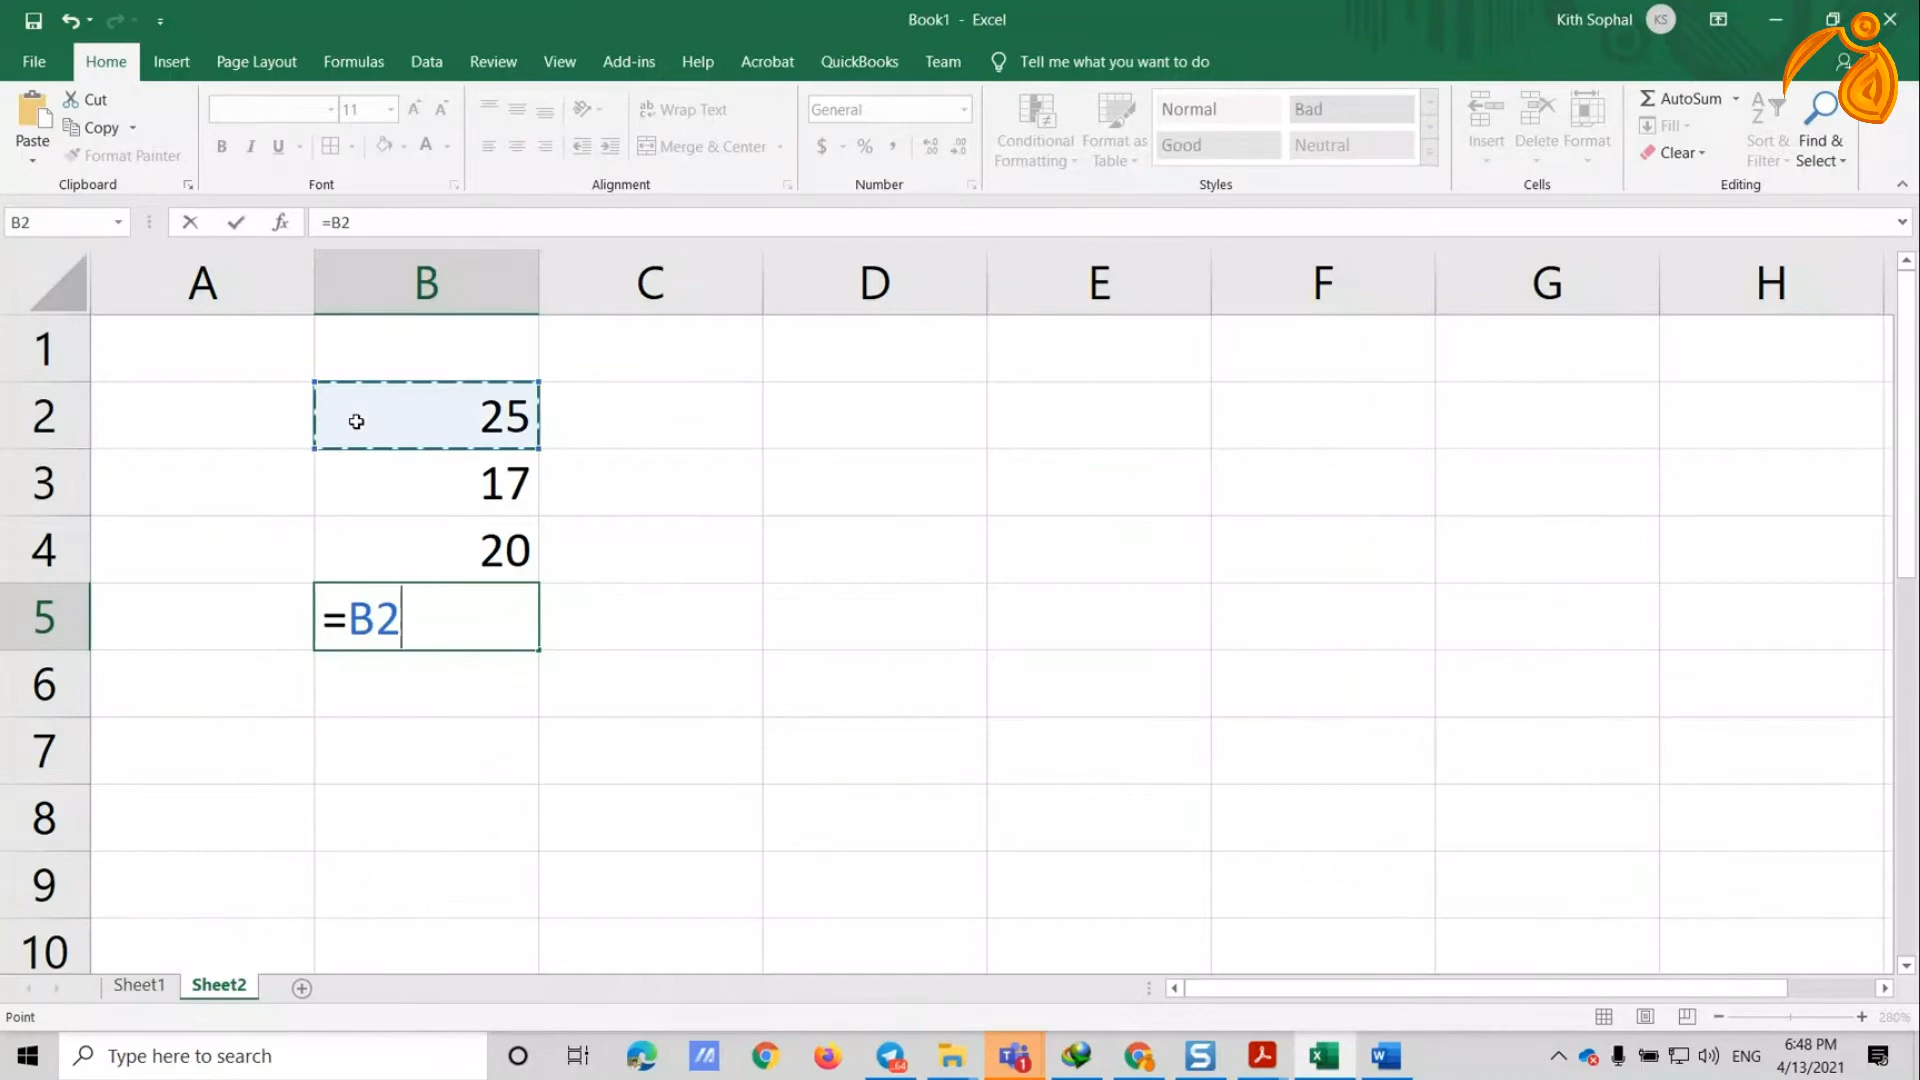 Book1 - Excel
Kith Sophal KS
File Home Insert Page Layout Formulas Data Review View Add-ins Help Acrobat QuickBooks Team Tell me what you want to do
Paste
Cut
Copy
Format Painter
Clipboard
11
B I U
Font
Wrap Text
Merge & Center
Alignment
General
$ % ,
Number
Conditional Formatting
Format as Table
Normal Bad
Good Neutral
Styles
Insert Delete Format
Cells
AutoSum
Fill
Clear
Sort & Filter
Find & Select
Editing
B2 fx =B2
A B C D E F G H
1
2 25
3 17
4 20
5 =B2
6
7
8
9
10
Sheet1 Sheet2
Point
280%
Type here to search
ENG
6:48 PM
4/13/2021